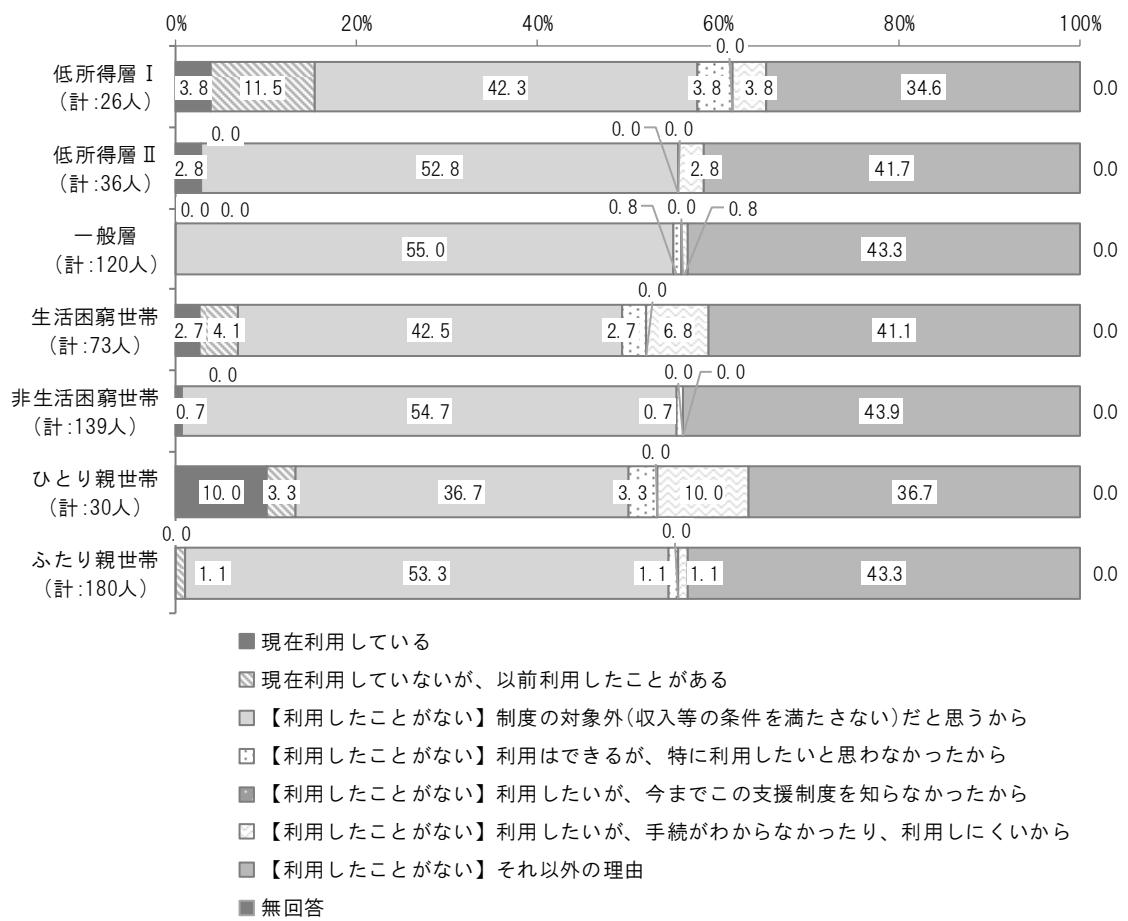 0% 20% 40% 60% 80% 100%
0.0
低所得層Ⅰ
(計:26人)
3.8 11.5 42.3 3.8 3.8 34.6 0.0
0.0 0.0 0.0
低所得層Ⅱ
(計:36人)
2.8 52.8 2.8 41.7 0.0
0.0 0.0 0.8 0.0 0.8
一般層
(計:120人)
55.0 43.3 0.0
0.0
生活困窮世帯
(計:73人)
2.7 4.1 42.5 2.7 6.8 41.1 0.0
0.0 0.0 0.0
非生活困窮世帯
(計:139人)
0.7 54.7 0.7 43.9 0.0
0.0
ひとり親世帯
(計:30人)
10.0 3.3 36.7 3.3 10.0 36.7 0.0
0.0 0.0
ふたり親世帯
(計:180人)
1.1 53.3 1.1 1.1 43.3 0.0
現在利用している
現在利用していないが、以前利用したことがある
【利用したことがない】制度の対象外(収入等の条件を満たさない)だと思うから
【利用したことがない】利用はできるが、特に利用したいと思わなかったから
【利用したことがない】利用したいが、今までこの支援制度を知らなかったから
【利用したことがない】利用したいが、手続がわからなかったり、利用しにくいから
【利用したことがない】それ以外の理由
無回答